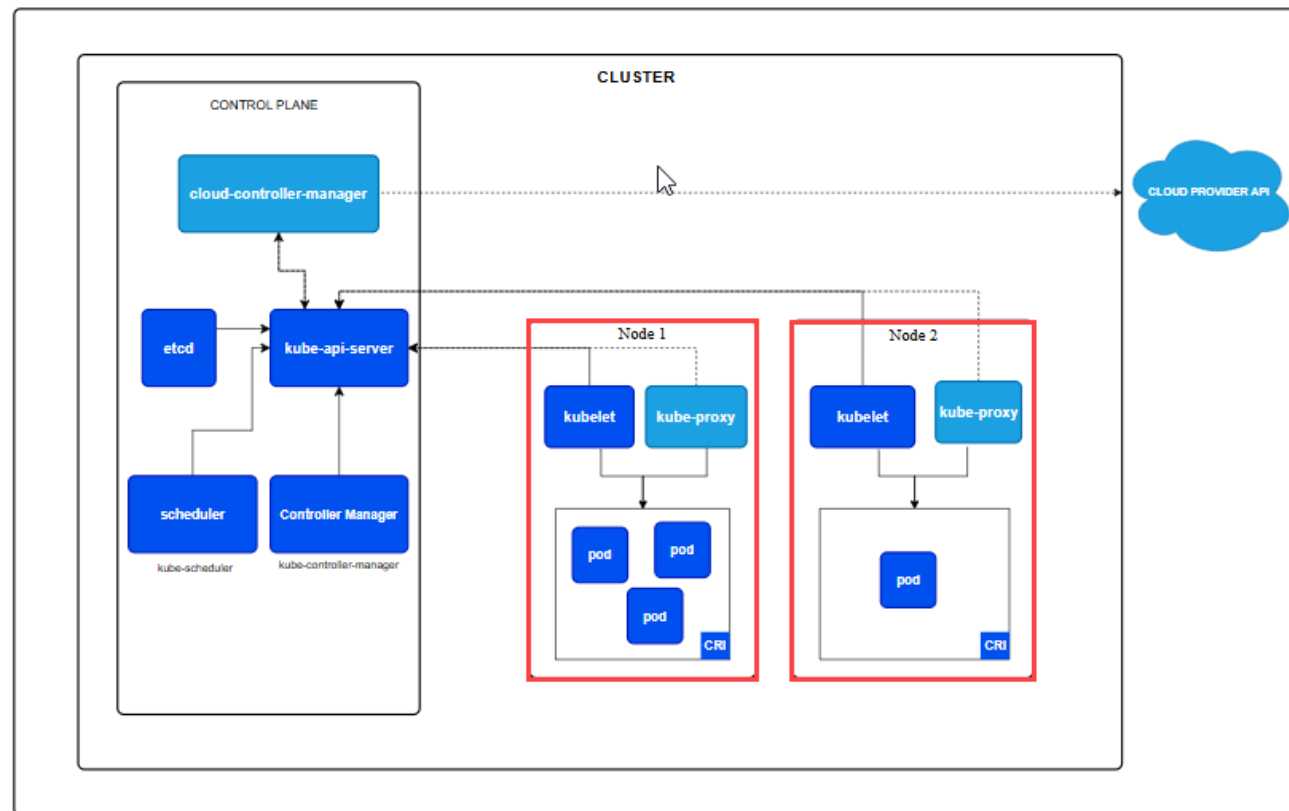 CLUSTER
CONTROL PLANE
cloud-controller-manager
CLOUD PROVIDER API
etcd
kube-api-server
Node 1
Node 2
kubelet
kube-proxy
kubelet
kube-proxy
scheduler
Controller Manager
kube-scheduler
kube-controller-manager
pod
pod
pod
CRI
pod
CRI